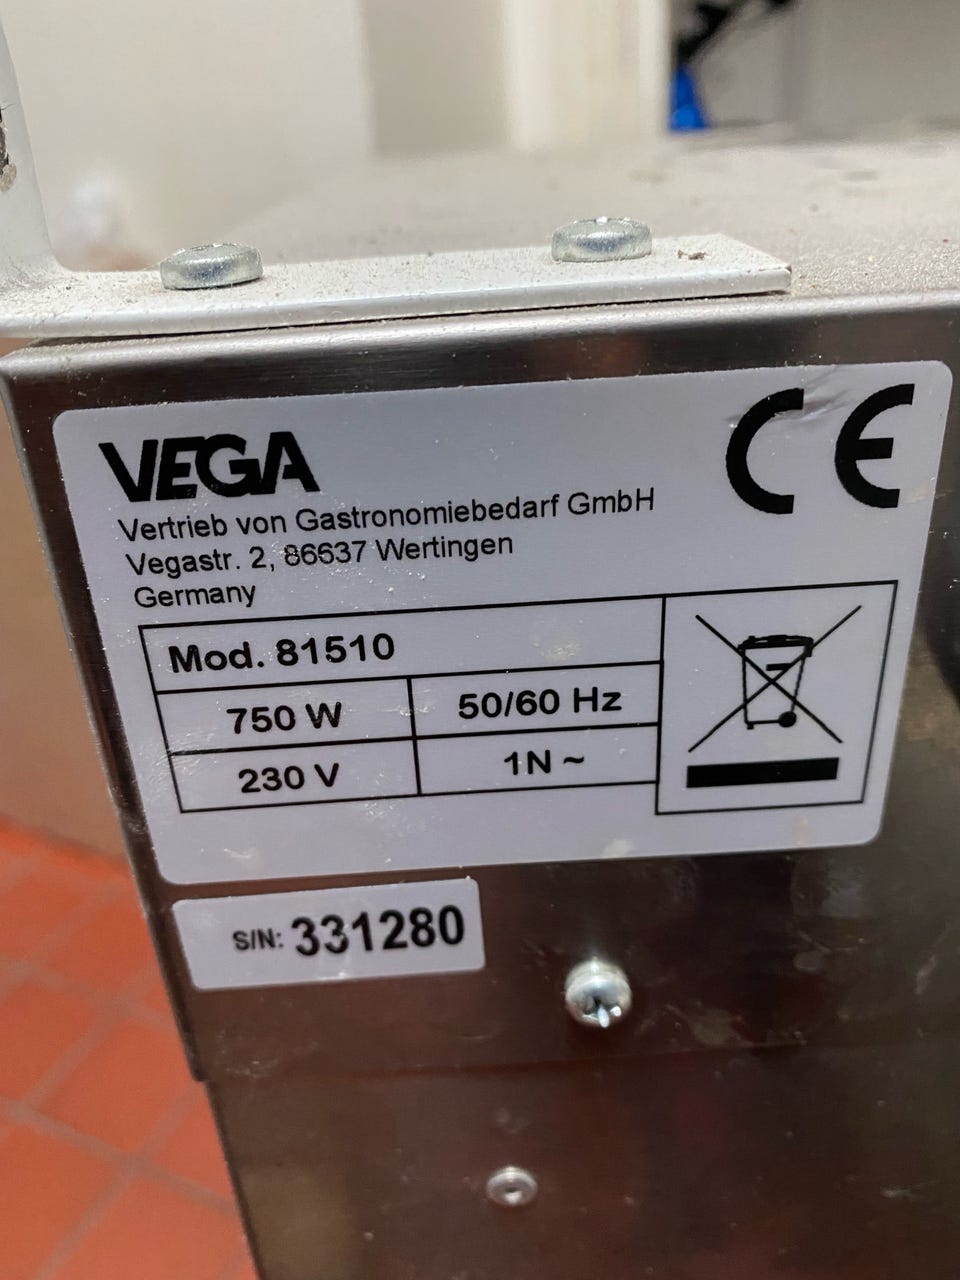 VEGA
CE
Vertrieb von Gastronomiebedarf GmbH
Vegastr. 2, 86637 Wertingen
Germany
Mod. 81510
750 W 50/60 Hz
230 V 1N ~
S/N: 331280